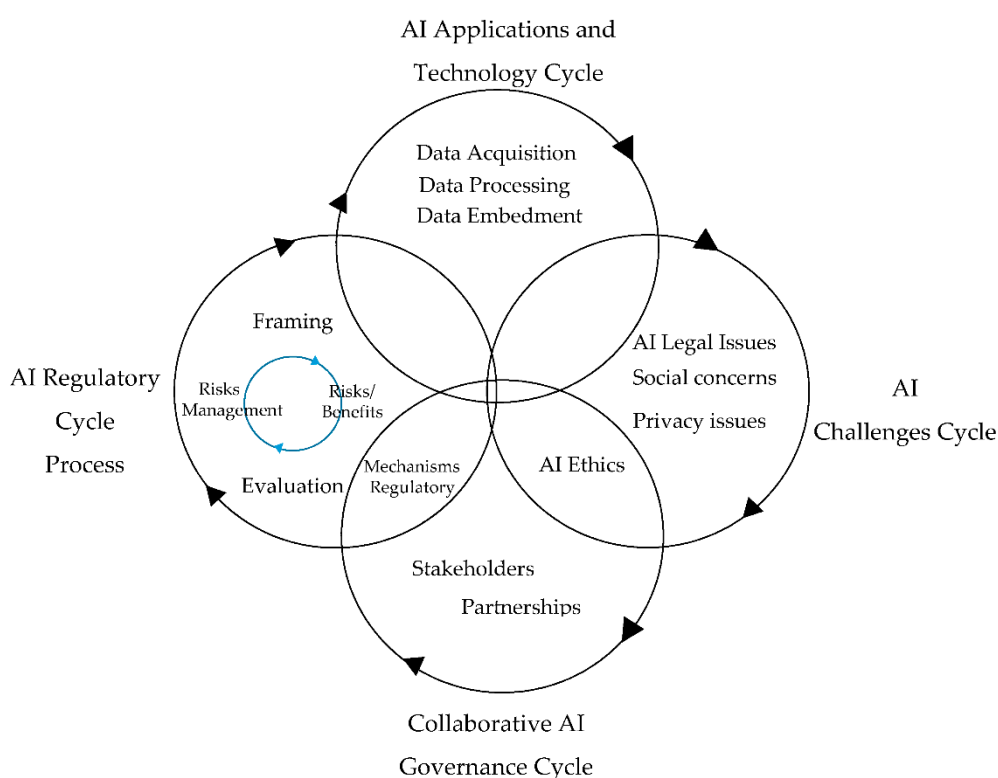 AI Applications and
Technology Cycle
Data Acquisition
Data Processing
Data Embedment
Framing
Risks
Management
Risks/
Benefits
Evaluation
AI Regulatory
Cycle
Process
AI Legal Issues
Social concerns
Privacy issues
AI
Challenges Cycle
Mechanisms
Regulatory
AI Ethics
Stakeholders
Partnerships
Collaborative AI
Governance Cycle